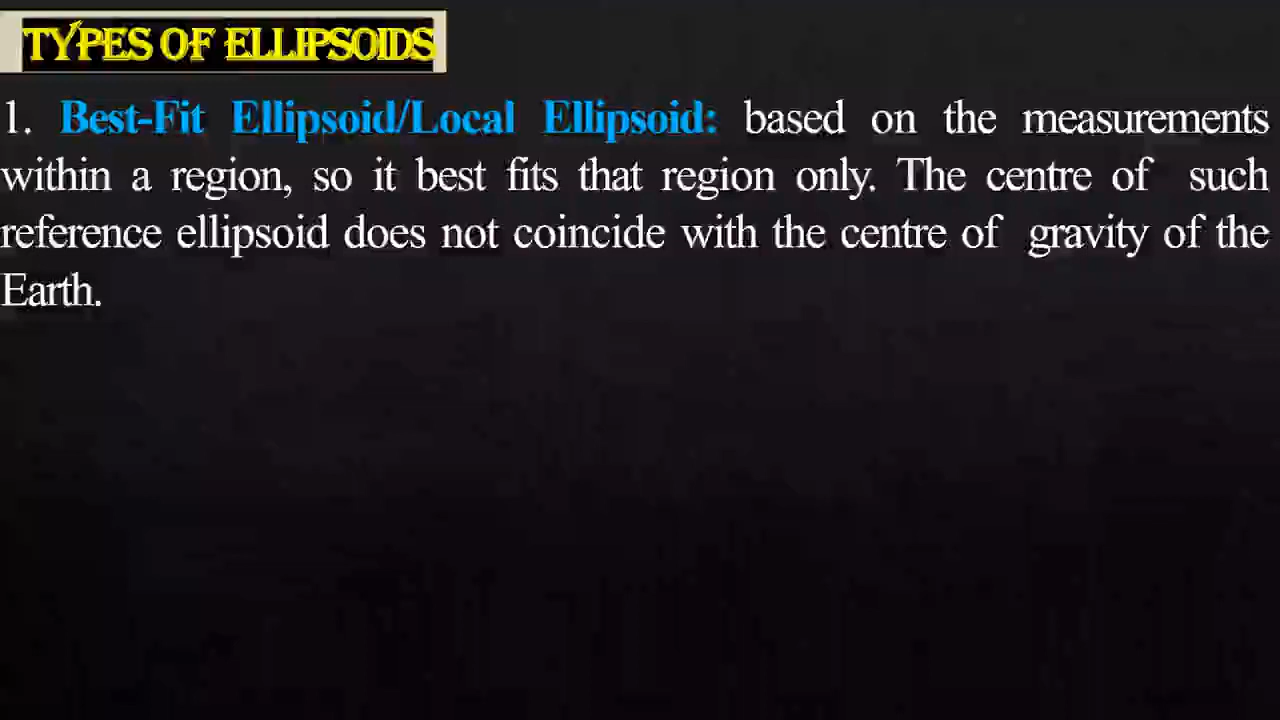 TYPES OF ELLIPSOIDS
1. Best-Fit Ellipsoid/Local Ellipsoid: based on the measurements
within a region, so it best fits that region only. The centre of such
reference ellipsoid does not coincide with the centre of gravity of the
Earth.